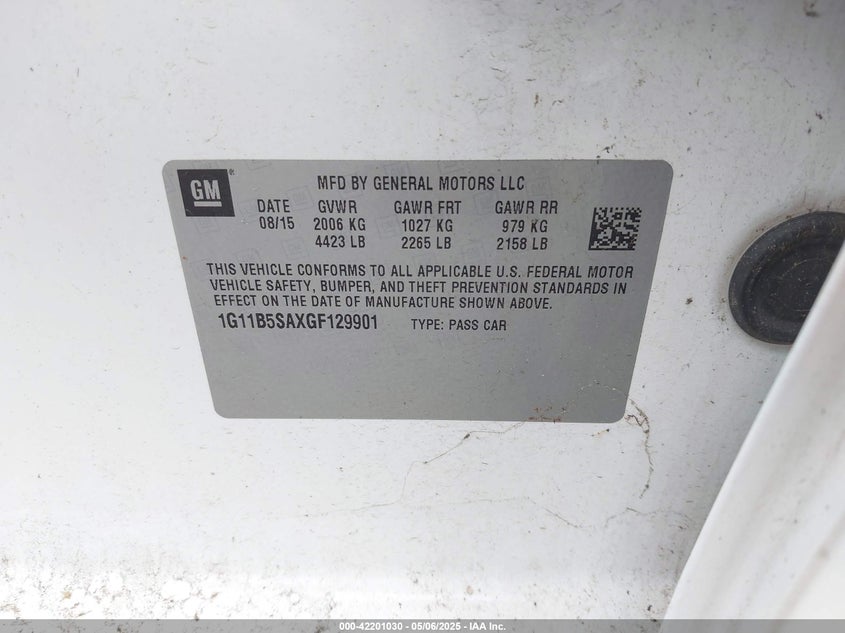 GM
MFD BY GENERAL MOTORS LLC
DATE GVWR GAWR FRT GAWR RR
08/15 2006 KG 1027 KG 979 KG
4423 LB 2265 LB 2158 LB
THIS VEHICLE CONFORMS TO ALL APPLICABLE U.S. FEDERAL MOTOR
VEHICLE SAFETY, BUMPER, AND THEFT PREVENTION STANDARDS IN
EFFECT ON THE DATE OF MANUFACTURE SHOWN ABOVE.
1G11B5SAXGF129901 TYPE: PASS CAR
000-42201030 - 05/06/2025 - IAA Inc.